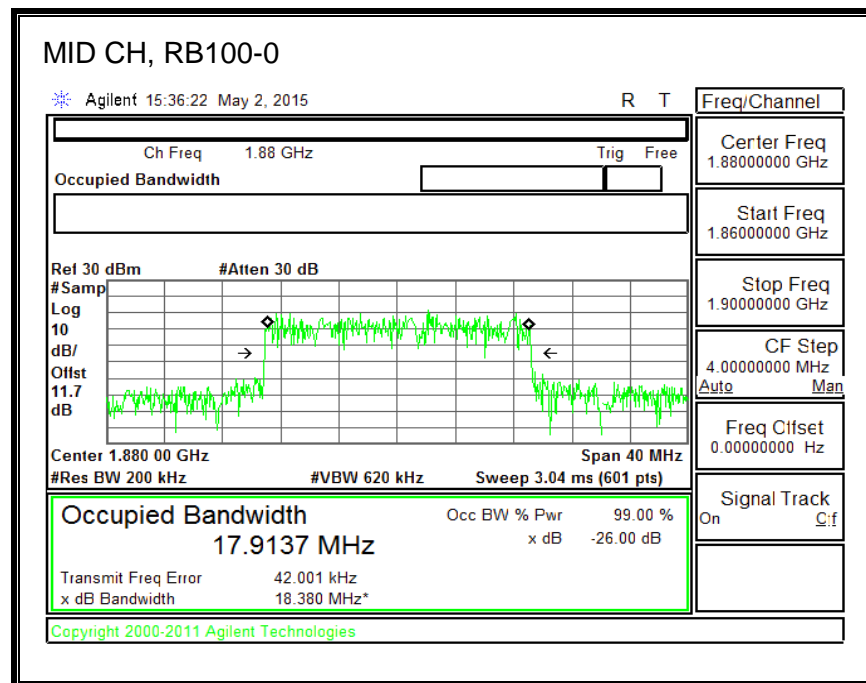 MID CH, RB100-0
Agilent 15:36:22 May 2, 2015 R T
Freq/Channel
Ch Freq 1.88 GHz Trig Free
Occupied Bandwidth
Center Freq
1.88000000 GHz
Start Freq
1.86000000 GHz
Stop Freq
1.90000000 GHz
CF Step
4.00000000 MHz
Auto Man
Freq Offset
0.00000000 Hz
Signal Track
On Off
Ref 30 dBm #Atten 30 dB
#Samp
Log
10
dB/
Offst
11.7
dB
Center 1.880 00 GHz Span 40 MHz
#Res BW 200 kHz #VBW 620 kHz Sweep 3.04 ms (601 pts)
Occupied Bandwidth
17.9137 MHz
Occ BW % Pwr 99.00 %
x dB -26.00 dB
Transmit Freq Error 42.001 kHz
x dB Bandwidth 18.380 MHz*
Copyright 2000-2011 Agilent Technologies